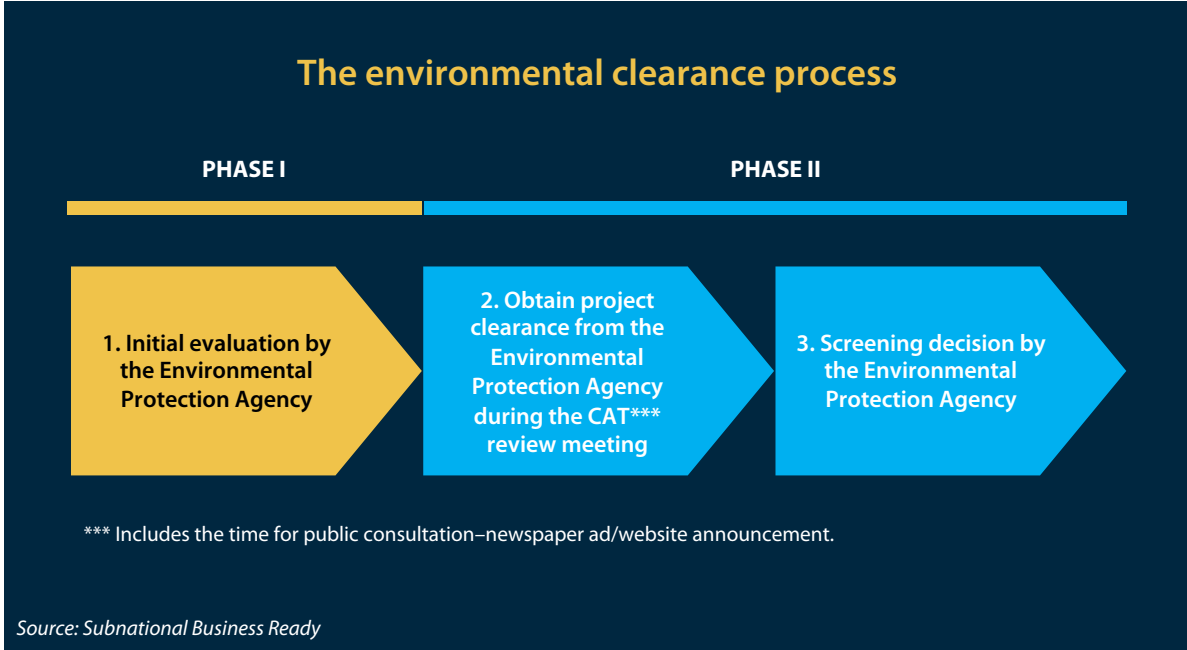 The environmental clearance process
PHASE I
PHASE II
1. Initial evaluation by
the Environmental
Protection Agency
2. Obtain project
clearance from the
Environmental
Protection Agency
during the CAT***
review meeting
3. Screening decision by
the Environmental
Protection Agency
*** Includes the time for public consultation–newspaper ad/website announcement.
Source: Subnational Business Ready